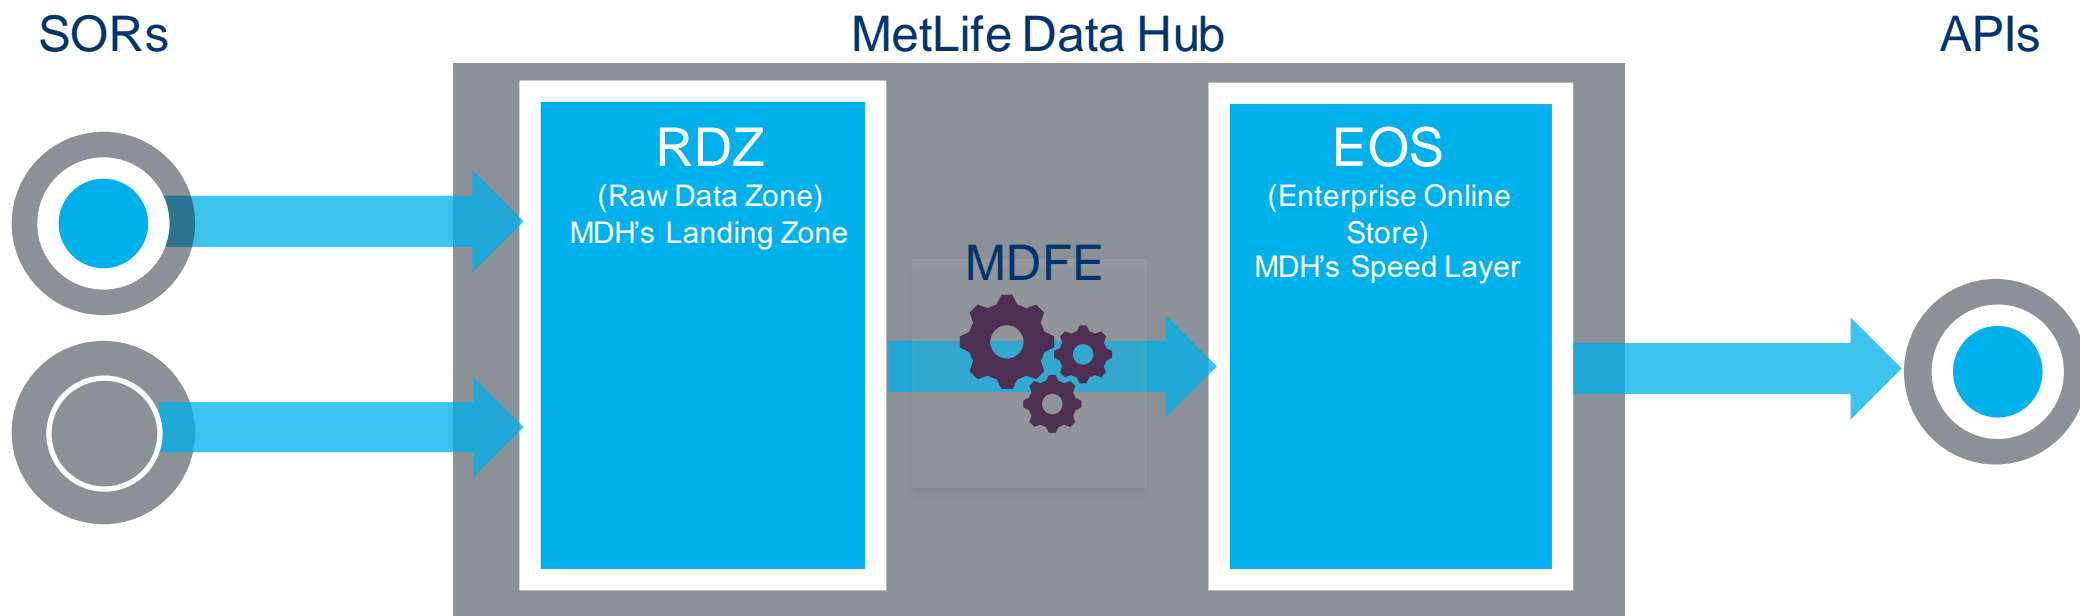 SORs
MetLife Data Hub
APIs
RDZ
(Raw Data Zone)
MDH's Landing Zone
MDFE
EOS
(Enterprise Online
Store)
MDH's Speed Layer